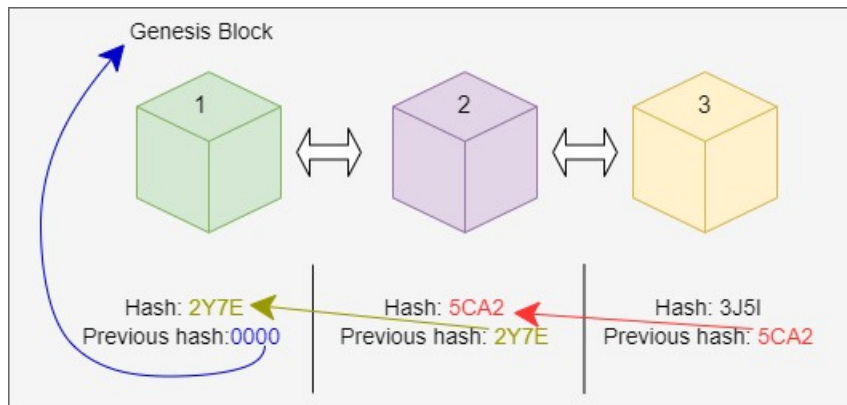 Genesis Block
1
2
3
Hash: 2Y7E
Previous hash:0000
Hash: 5CA2
Previous hash: 2Y7E
Hash: 3J5I
Previous hash: 5CA2